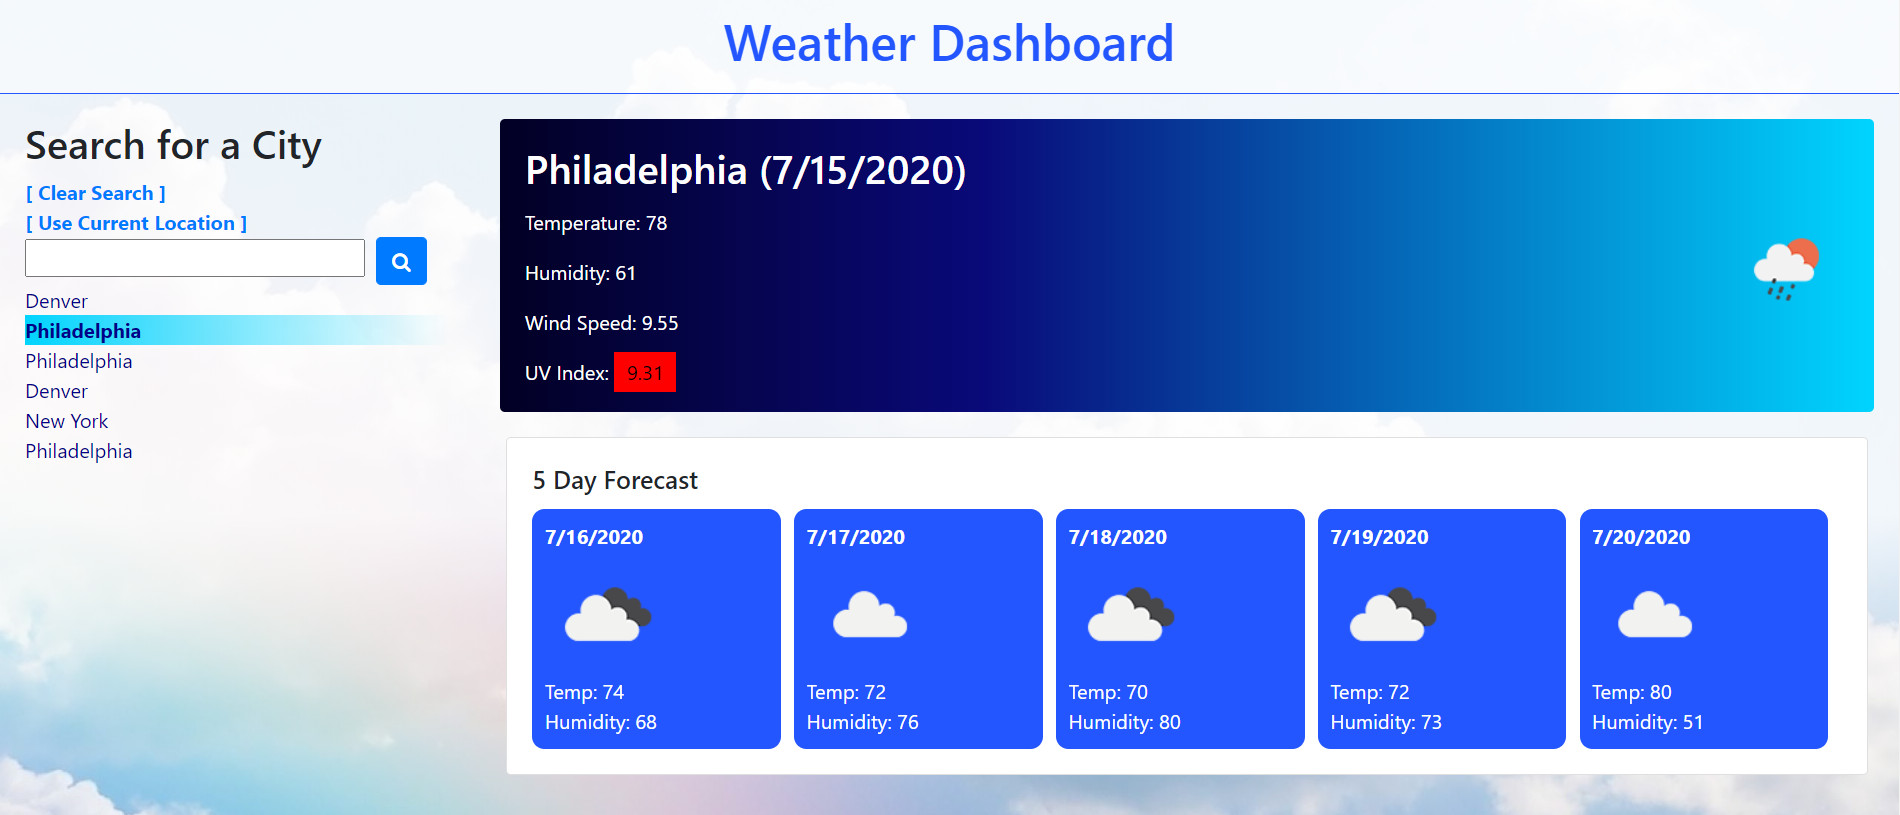 Weather Dashboard
Search for a City
[ Clear Search ]
[ Use Current Location ]
Denver
Philadelphia
Philadelphia
Denver
New York
Philadelphia
Philadelphia (7/15/2020)
Temperature: 78
Humidity: 61
Wind Speed: 9.55
UV Index: 9.31
5 Day Forecast
7/16/2020
Temp: 74
Humidity: 68
7/17/2020
Temp: 72
Humidity: 76
7/18/2020
Temp: 70
Humidity: 80
7/19/2020
Temp: 72
Humidity: 73
7/20/2020
Temp: 80
Humidity: 51